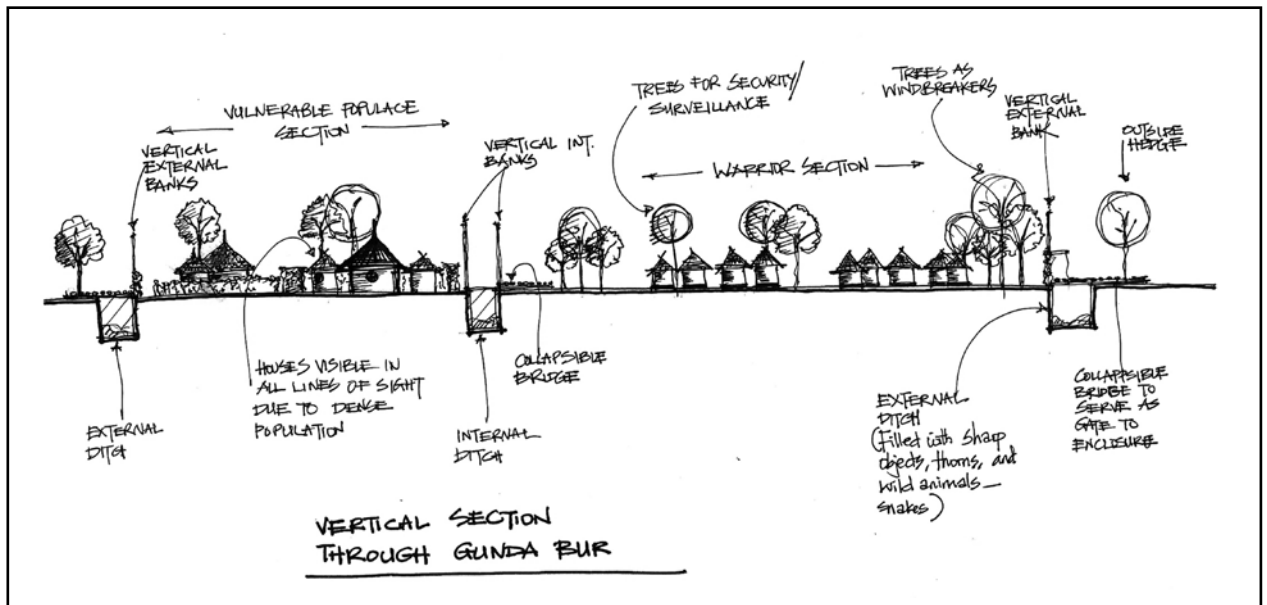 VULNERABLE POPULACE
SECTION
VERTICAL
EXTERNAL
BANKS
VERTICAL INT.
BANKS
TREES FOR SECURITY/
SURVEILLANCE
WARRIOR SECTION
TREES AS
WINDBREAKERS
VERTICAL
EXTERNAL
BANK
OUTSIDE
HEDGE
EXTERNAL
DITCH
HOUSES VISIBLE IN
ALL LINES OF SIGHT
DUE TO DENSE
POPULATION
INTERNAL
DITCH
COLLAPSIBLE
BRIDGE
EXTERNAL
DITCH
(Filled with sharp
objects, thorns, and
wild animals_
snakes)
COLLAPPSIBLE
BRIDGE TO
SERVE AS
GATE TO
ENCLOSURE
VERTICAL SECTION
THROUGH GUNDA BUR